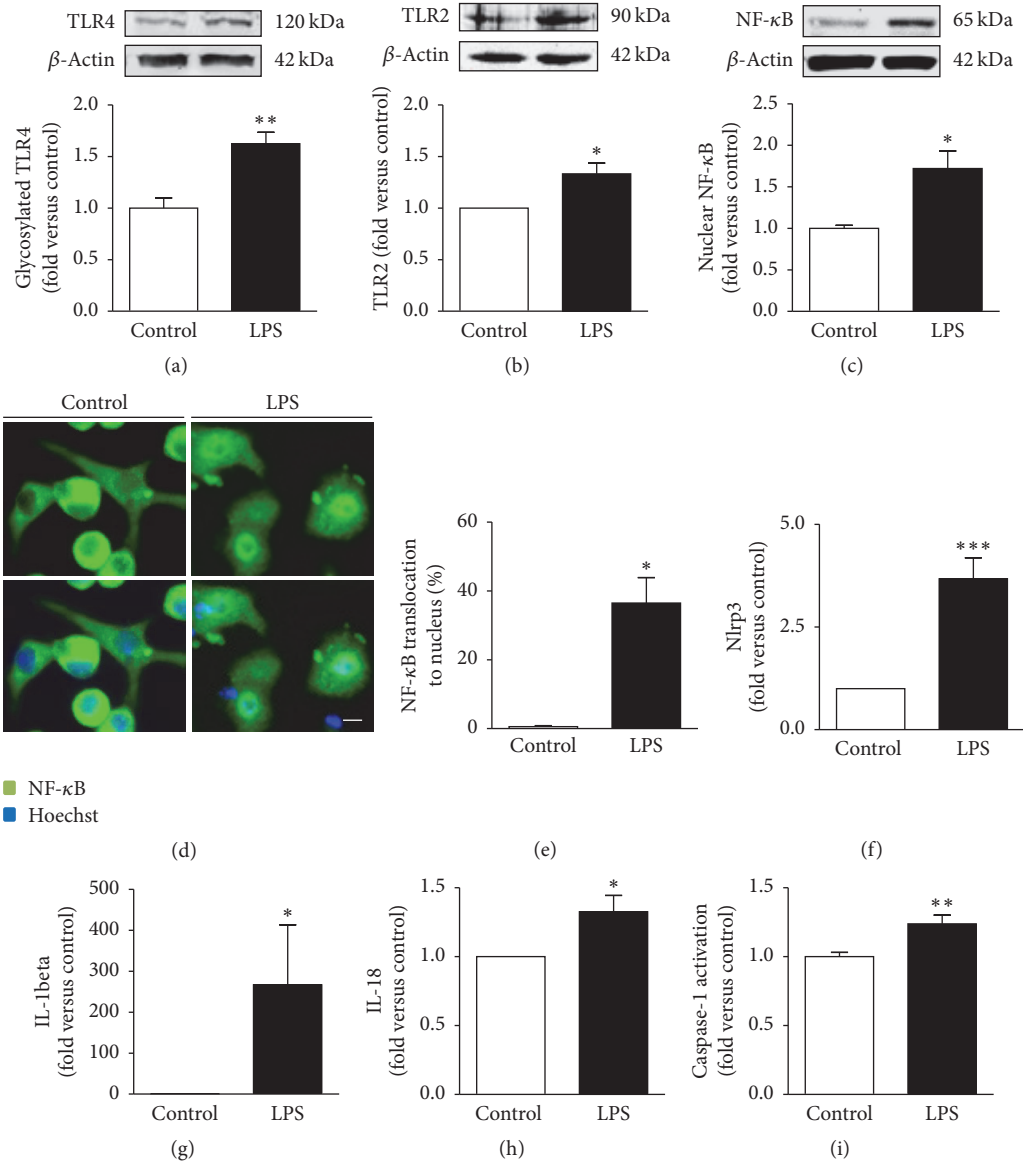 TLR4
120 kDa
β-Actin
42 kDa
Glycosylated TLR4
(fold versus control)
2.0
**
1.5
1.0
0.5
0.0
Control
LPS
(a)
TLR2
90 kDa
β-Actin
42 kDa
TLR2 (fold versus control)
2.0
*
1.5
1.0
0.5
0.0
Control
LPS
(b)
NF-κB
65 kDa
β-Actin
42 kDa
Nuclear NF-κB
(fold versus control)
2.5
2.0
*
1.5
1.0
0.5
0.0
Control
LPS
(c)
Control
LPS
NF-κB
Hoechst
(d)
NF-κB translocation
to nucleus (%)
60
*
40
20
0
Control
LPS
(e)
Nlrp3
(fold versus control)
5.0
***
2.5
0.0
Control
LPS
(f)
IL-1beta
(fold versus control)
500
*
400
300
200
100
0
Control
LPS
(g)
IL-18
(fold versus control)
1.5
*
1.0
0.5
0.0
Control
LPS
(h)
Caspase-1 activation
(fold versus control)
1.5
**
1.0
0.5
0.0
Control
LPS
(i)